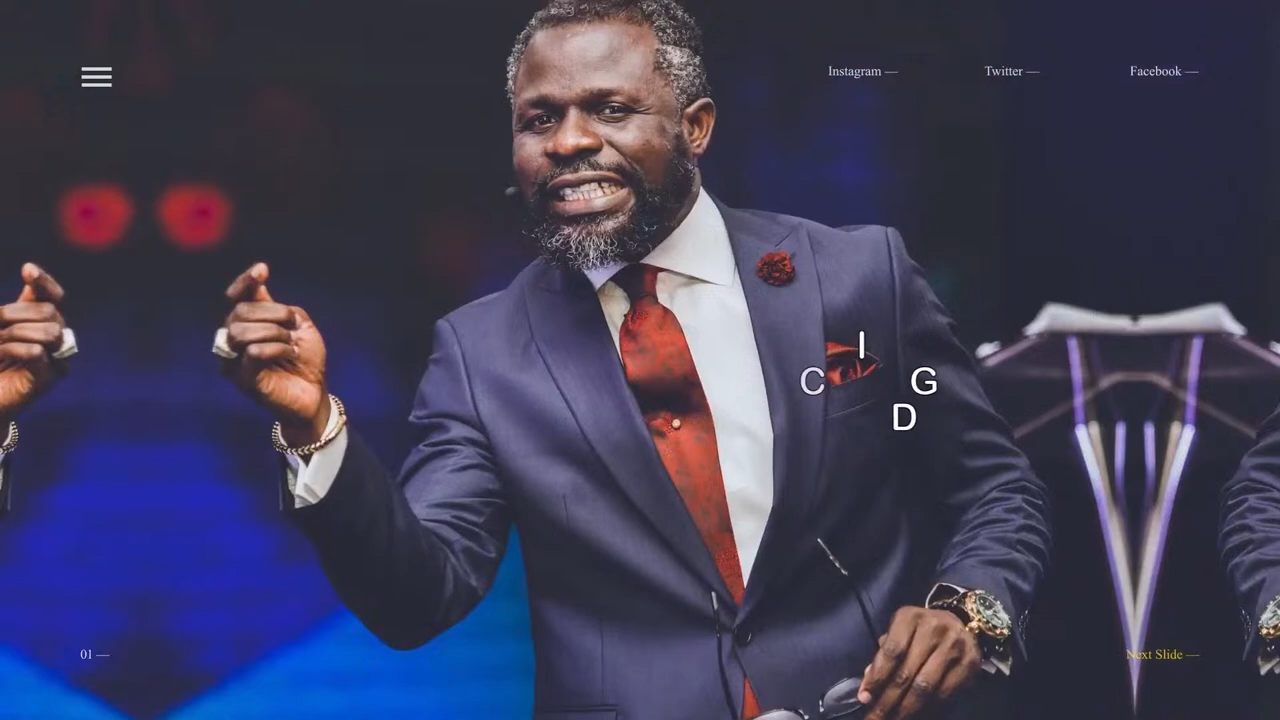 Instagram —
Twitter —
Facebook —
I
C G
D
01 —
Next Slide —